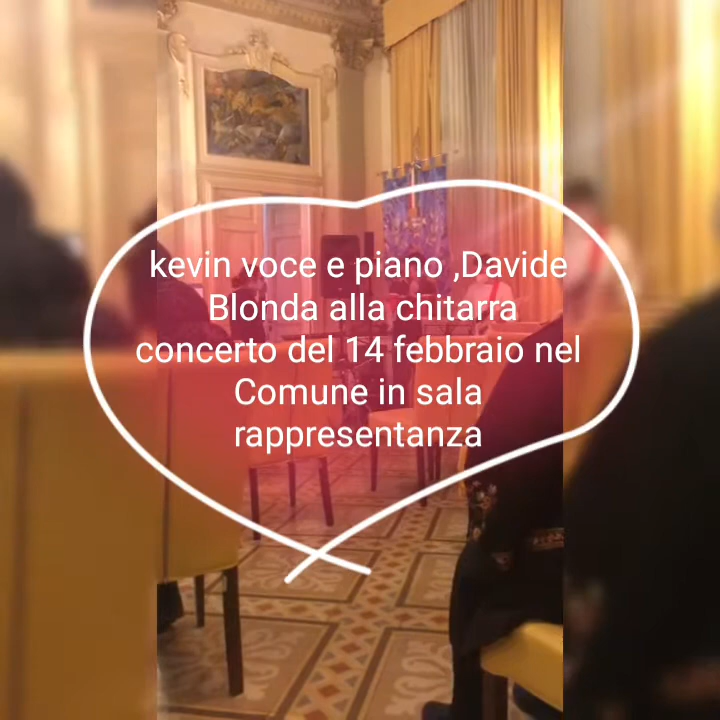 kevin voce e piano ,Davide
Blonda alla chitarra
concerto del 14 febbraio nel
Comune in sala
rappresentanza